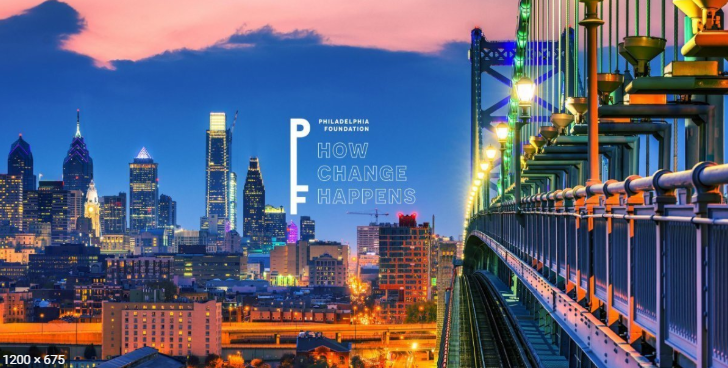 PHILADELPHIA
FOUNDATION
HOW
CHANGE
HAPPENS
1200 × 675